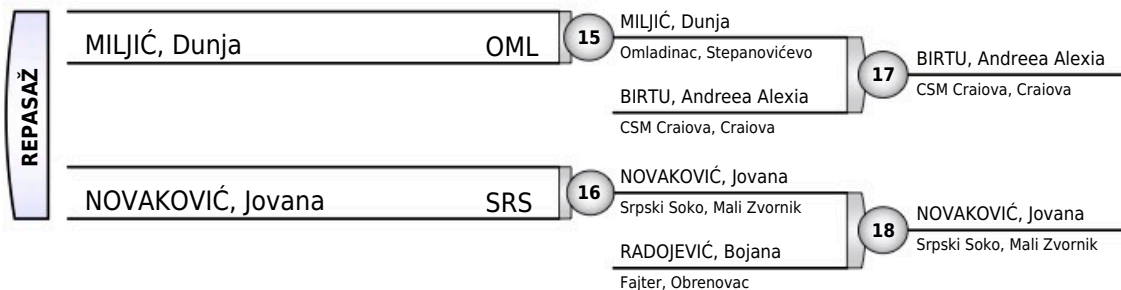 REPASAŽ
MILJIĆ, Dunja OML
15
MILJIĆ, Dunja
Omladinac, Stepanovićevo
BIRTU, Andreea Alexia
CSM Craiova, Craiova
17
BIRTU, Andreea Alexia
CSM Craiova, Craiova
NOVAKOVIĆ, Jovana SRS
16
NOVAKOVIĆ, Jovana
Srpski Soko, Mali Zvornik
RADOJEVIĆ, Bojana
Fajter, Obrenovac
18
NOVAKOVIĆ, Jovana
Srpski Soko, Mali Zvornik